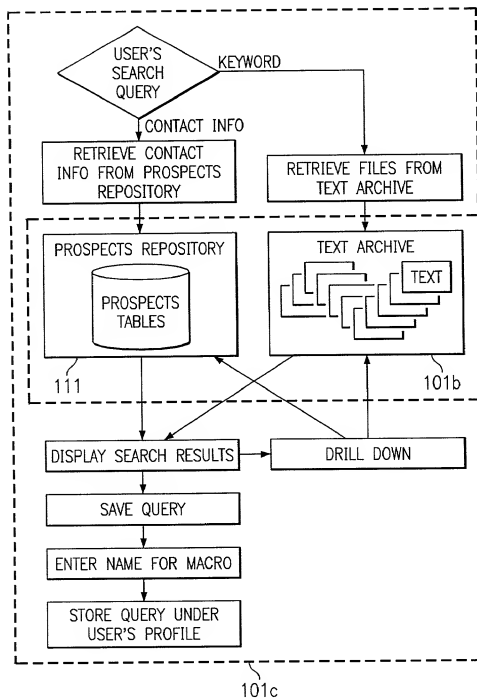 USER'S
SEARCH
QUERY
KEYWORD
CONTACT INFO
RETRIEVE CONTACT
INFO FROM PROSPECTS
REPOSITORY
RETRIEVE FILES FROM
TEXT ARCHIVE
PROSPECTS REPOSITORY
PROSPECTS
TABLES
TEXT ARCHIVE
TEXT
111
101b
DISPLAY SEARCH RESULTS
DRILL DOWN
SAVE QUERY
ENTER NAME FOR MACRO
STORE QUERY UNDER
USER'S PROFILE
101c